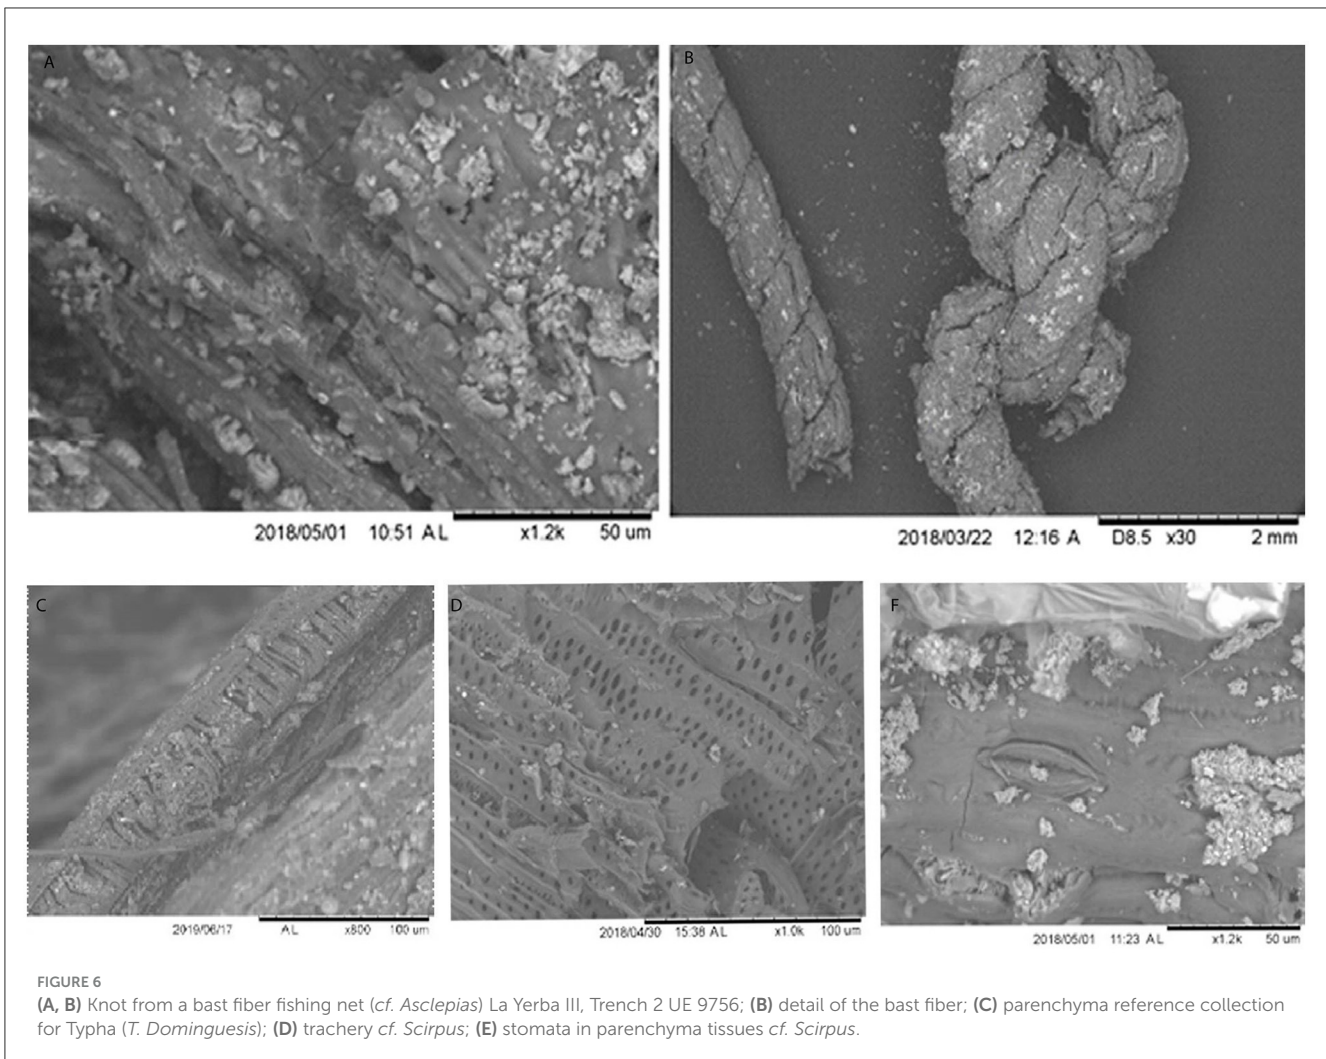 A
B
2018/05/01 10:51 AL x1.2k 50 um
2018/03/22 12:16 A D8.5 x30 2 mm
C
D
F
2019/06/17 AL x800 100 um
2018/04/30 15:38 AL x1.0k 100 um
2018/05/01 11:23 AL x1.2k 50 um
FIGURE 6
(A, B) Knot from a bast fiber fishing net (cf. Asclepias) La Yerba III, Trench 2 UE 9756; (B) detail of the bast fiber; (C) parenchyma reference collection
for Typha (T. Dominguesis); (D) trachery cf. Scirpus; (E) stomata in parenchyma tissues cf. Scirpus.